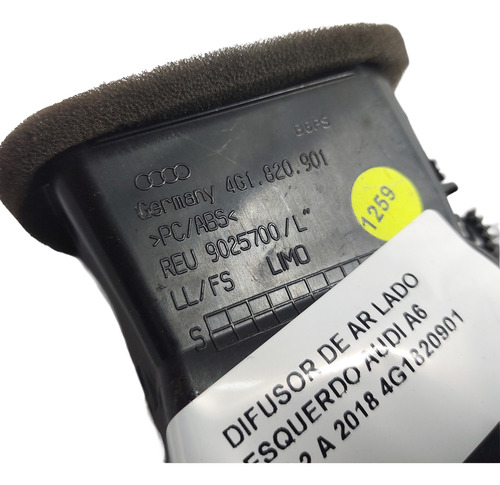 Germany 4G1.820.901
>PC/ABS<
REU 9025700/L"
LL/FS LIMO
S
1259
DIFUSOR DE AR LADO
ESQUERDO AUDI A6
2 A 2018 4G1820901